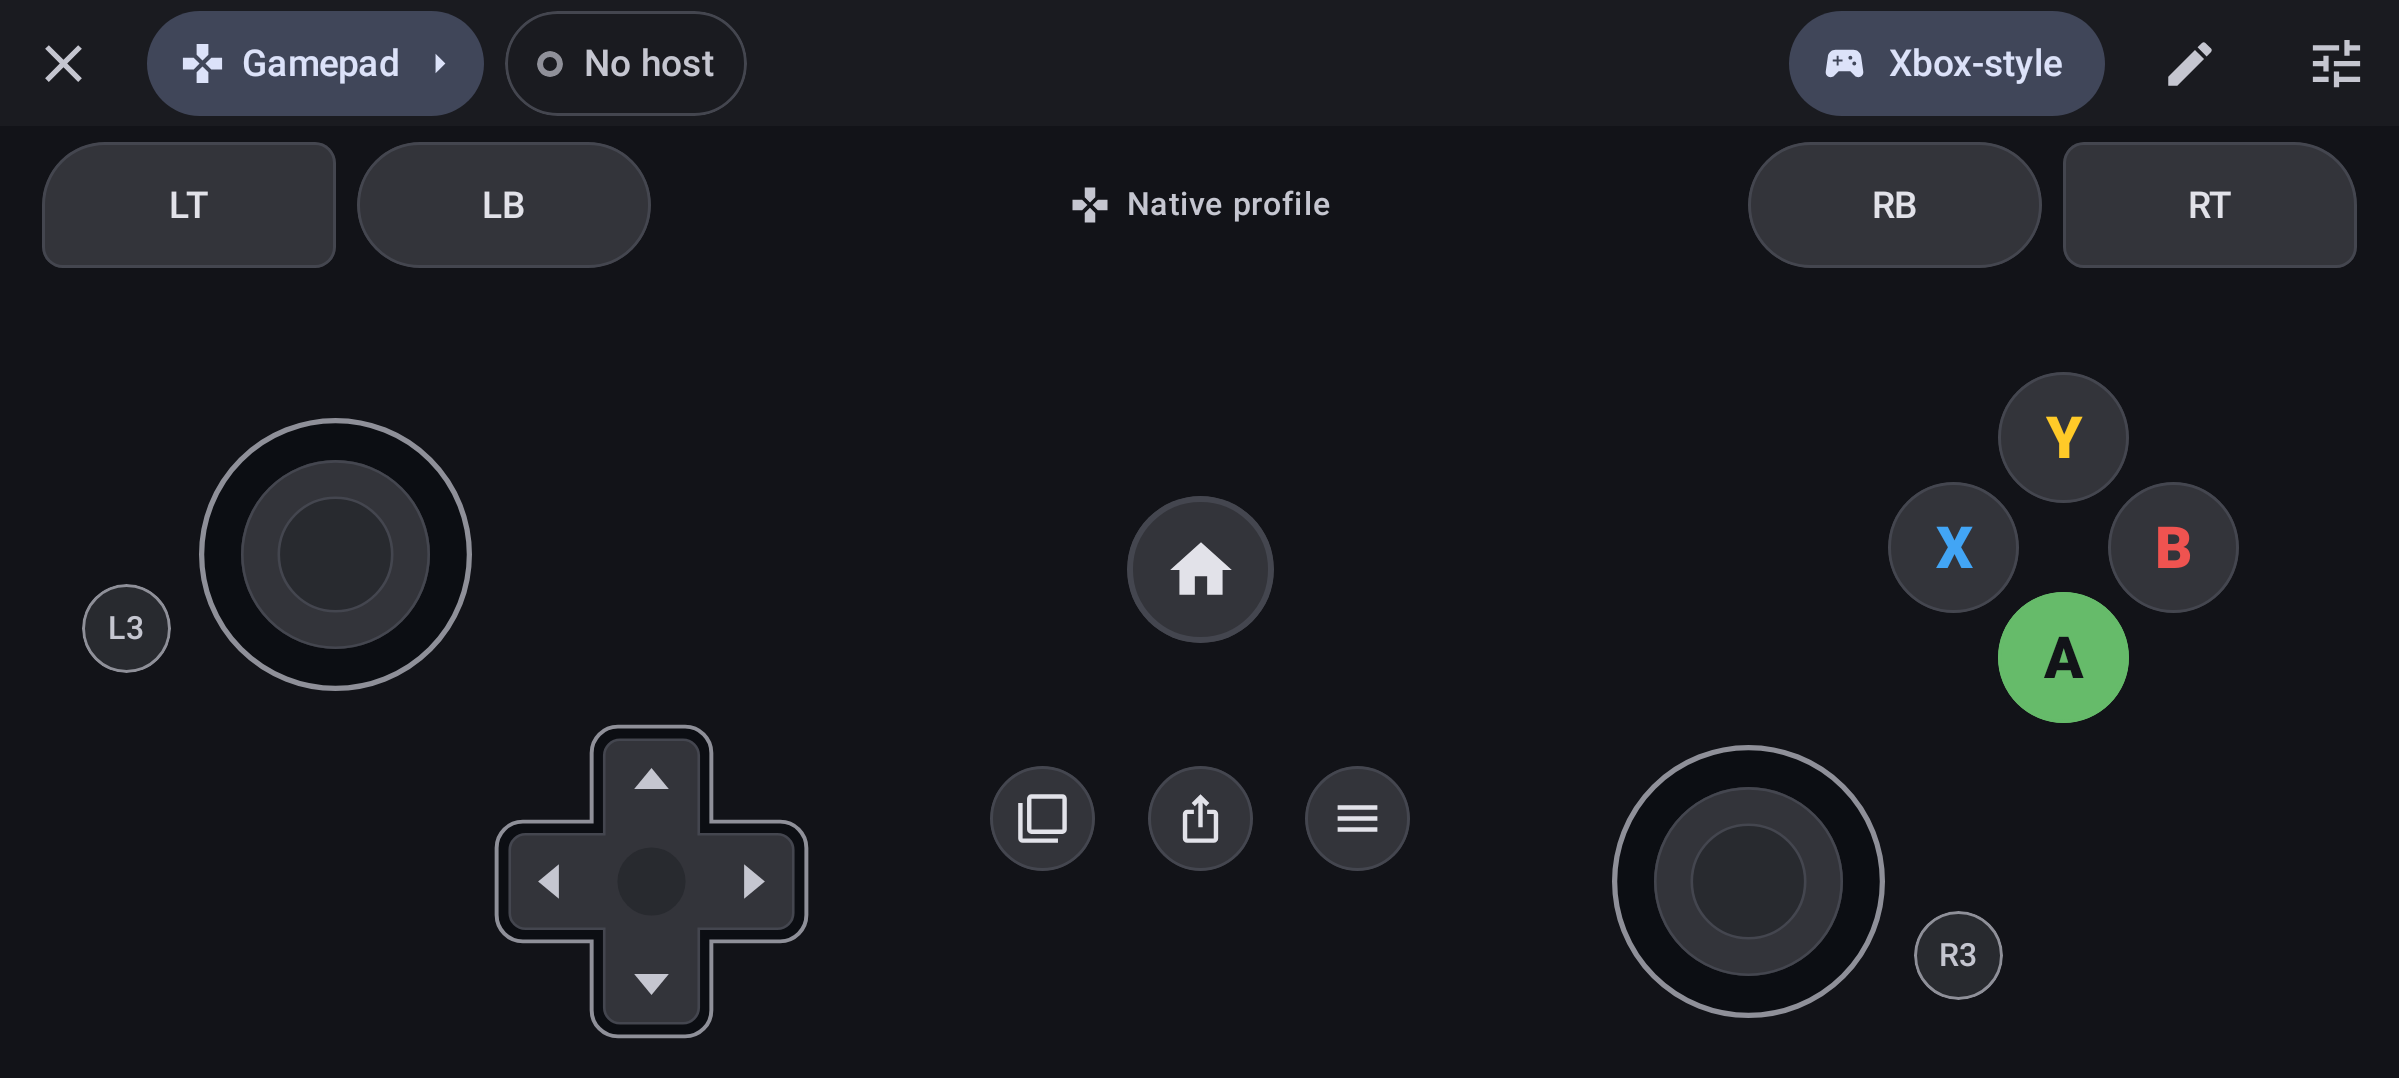 Gamepad
No host
Xbox-style
LT
LB
Native profile
RB
RT
Y
X
B
A
L3
R3